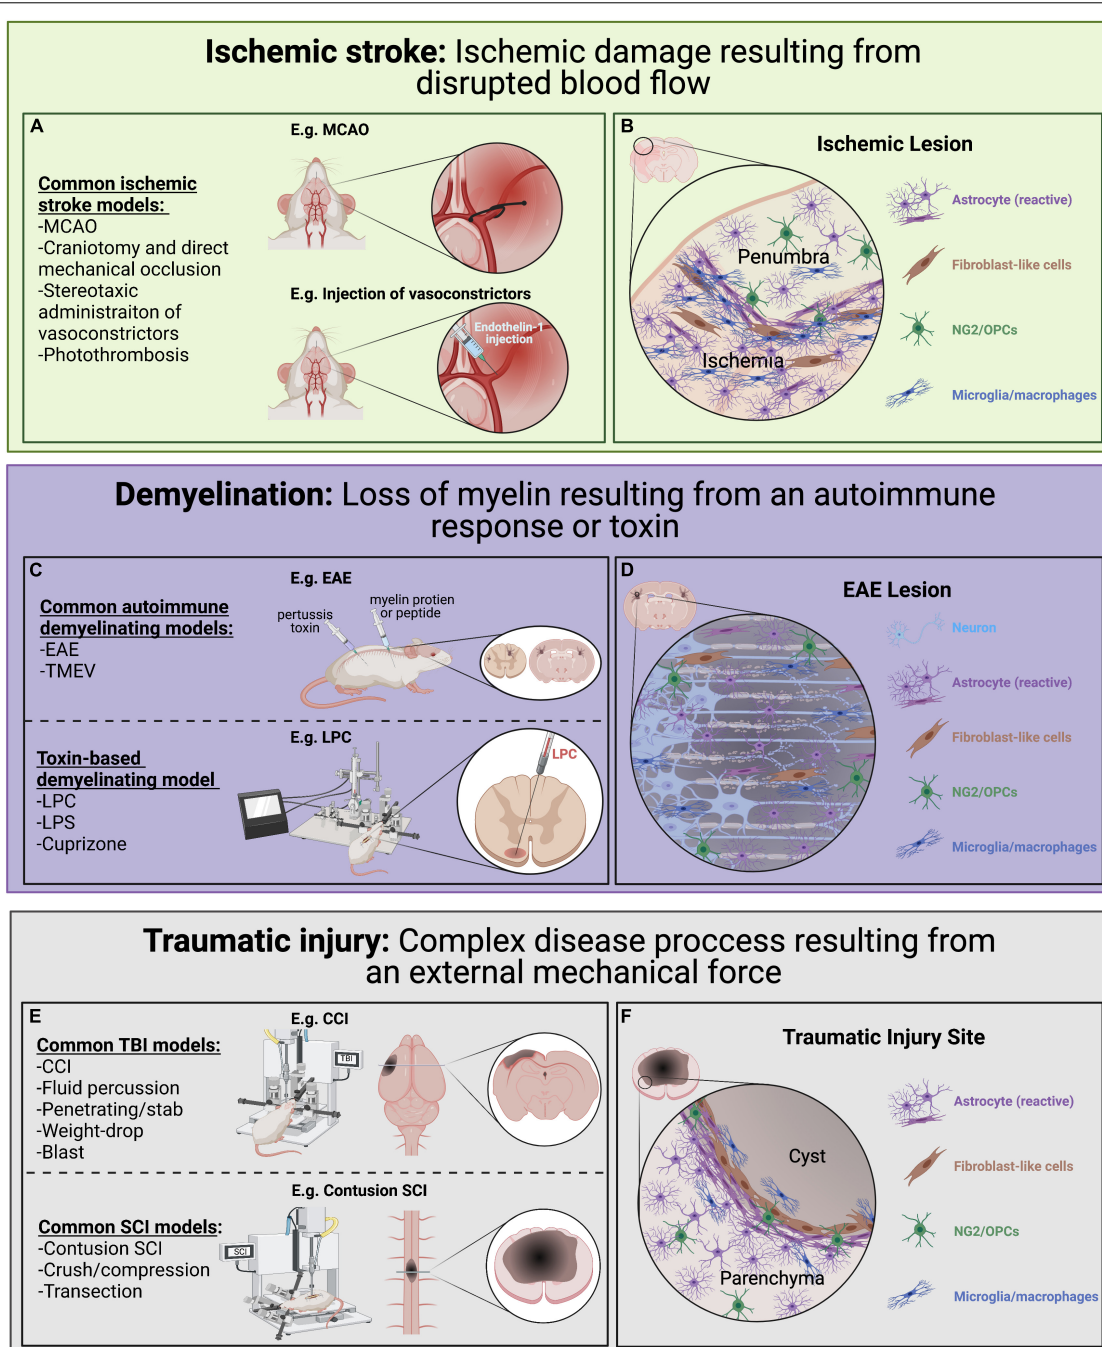 Ischemic stroke: Ischemic damage resulting from
disrupted blood flow
A
E.g. MCAO
Common ischemic
stroke models:
-MCAO
-Craniotomy and direct
mechanical occlusion
-Stereotaxic
administraiton of
vasoconstrictors
-Photothrombosis
E.g. Injection of vasoconstrictors
Endothelin-1
injection
B
Ischemic Lesion
Penumbra
Ischemia
Astrocyte (reactive)
Fibroblast-like cells
NG2/OPCs
Microglia/macrophages
Demyelination: Loss of myelin resulting from an autoimmune
response or toxin
C
E.g. EAE
Common autoimmune
demyelinating models:
-EAE
-TMEV
pertussis
toxin
myelin protien
or peptide
E.g. LPC
Toxin-based
demyelinating model
-LPC
-LPS
-Cuprizone
LPC
D
EAE Lesion
Neuron
Astrocyte (reactive)
Fibroblast-like cells
NG2/OPCs
Microglia/macrophages
Traumatic injury: Complex disease proccess resulting from
an external mechanical force
E
E.g. CCI
Common TBI models:
-CCI
-Fluid percussion
-Penetrating/stab
-Weight-drop
-Blast
TBI
E.g. Contusion SCI
Common SCI models:
-Contusion SCI
-Crush/compression
-Transection
SCI
F
Traumatic Injury Site
Cyst
Parenchyma
Astrocyte (reactive)
Fibroblast-like cells
NG2/OPCs
Microglia/macrophages